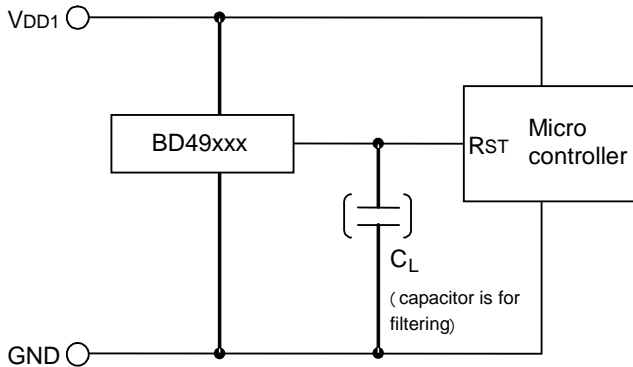 VDD1
BD49xxx
RST
Micro
controller
CL
( capacitor is for
filtering)
GND